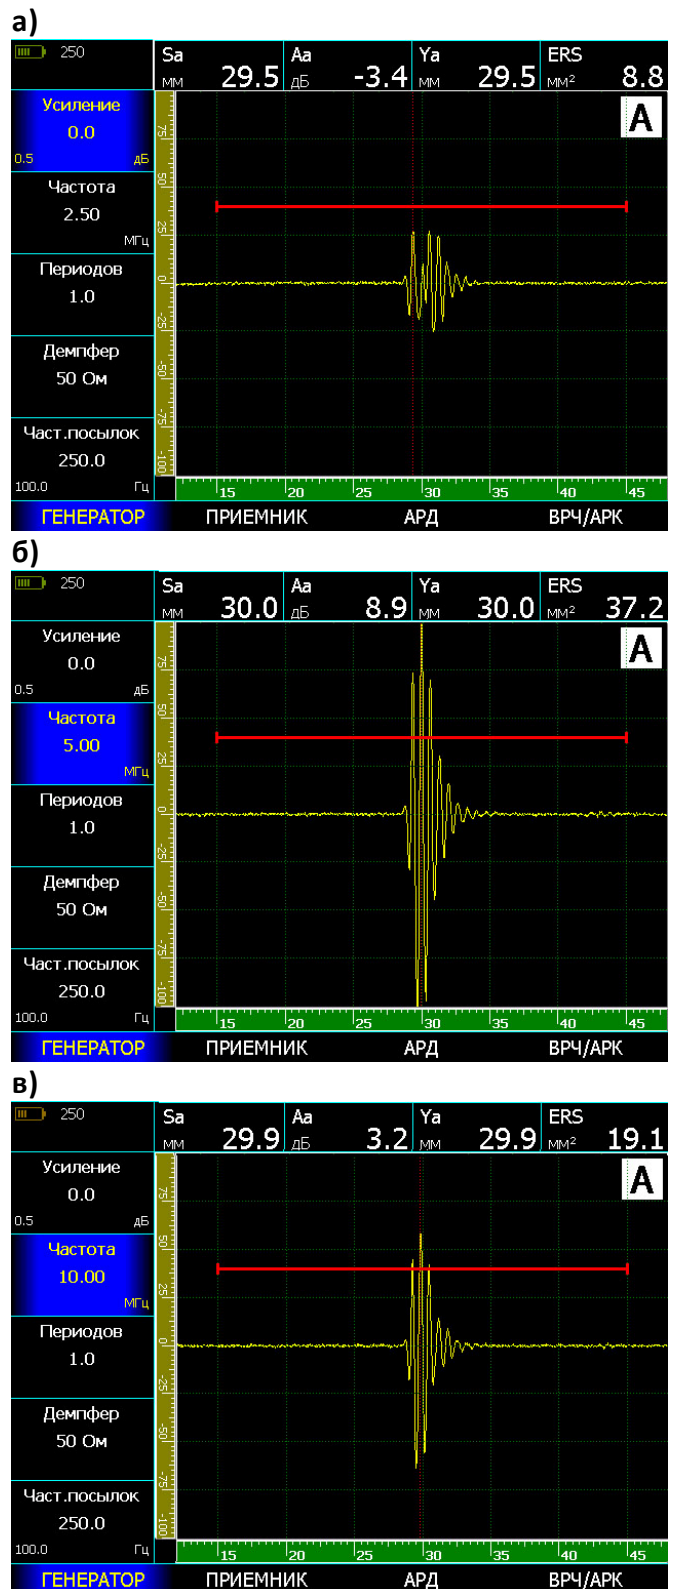 а)
250
Sa Aa Ya ERS
мм 29.5 дБ -3.4 мм 29.5 мм² 8.8
Усиление
0.0
0.5 дБ
Частота
2.50
МГц
Периодов
1.0
Демпфер
50 Ом
Част.посылок
250.0
100.0 Гц
A
75
50
25
0
-25
-50
-75
-100
15 20 25 30 35 40 45
ГЕНЕРАТОР ПРИЕМНИК АРД ВРЧ/АРК
б)
250
Sa Aa Ya ERS
мм 30.0 дБ 8.9 мм 30.0 мм² 37.2
Усиление
0.0
0.5 дБ
Частота
5.00
МГц
Периодов
1.0
Демпфер
50 Ом
Част.посылок
250.0
100.0 Гц
A
75
50
25
0
-25
-50
-75
-100
15 20 25 30 35 40 45
ГЕНЕРАТОР ПРИЕМНИК АРД ВРЧ/АРК
в)
250
Sa Aa Ya ERS
мм 29.9 дБ 3.2 мм 29.9 мм² 19.1
Усиление
0.0
0.5 дБ
Частота
10.00
МГц
Периодов
1.0
Демпфер
50 Ом
Част.посылок
250.0
100.0 Гц
A
75
50
25
0
-25
-50
-75
-100
15 20 25 30 35 40 45
ГЕНЕРАТОР ПРИЕМНИК АРД ВРЧ/АРК